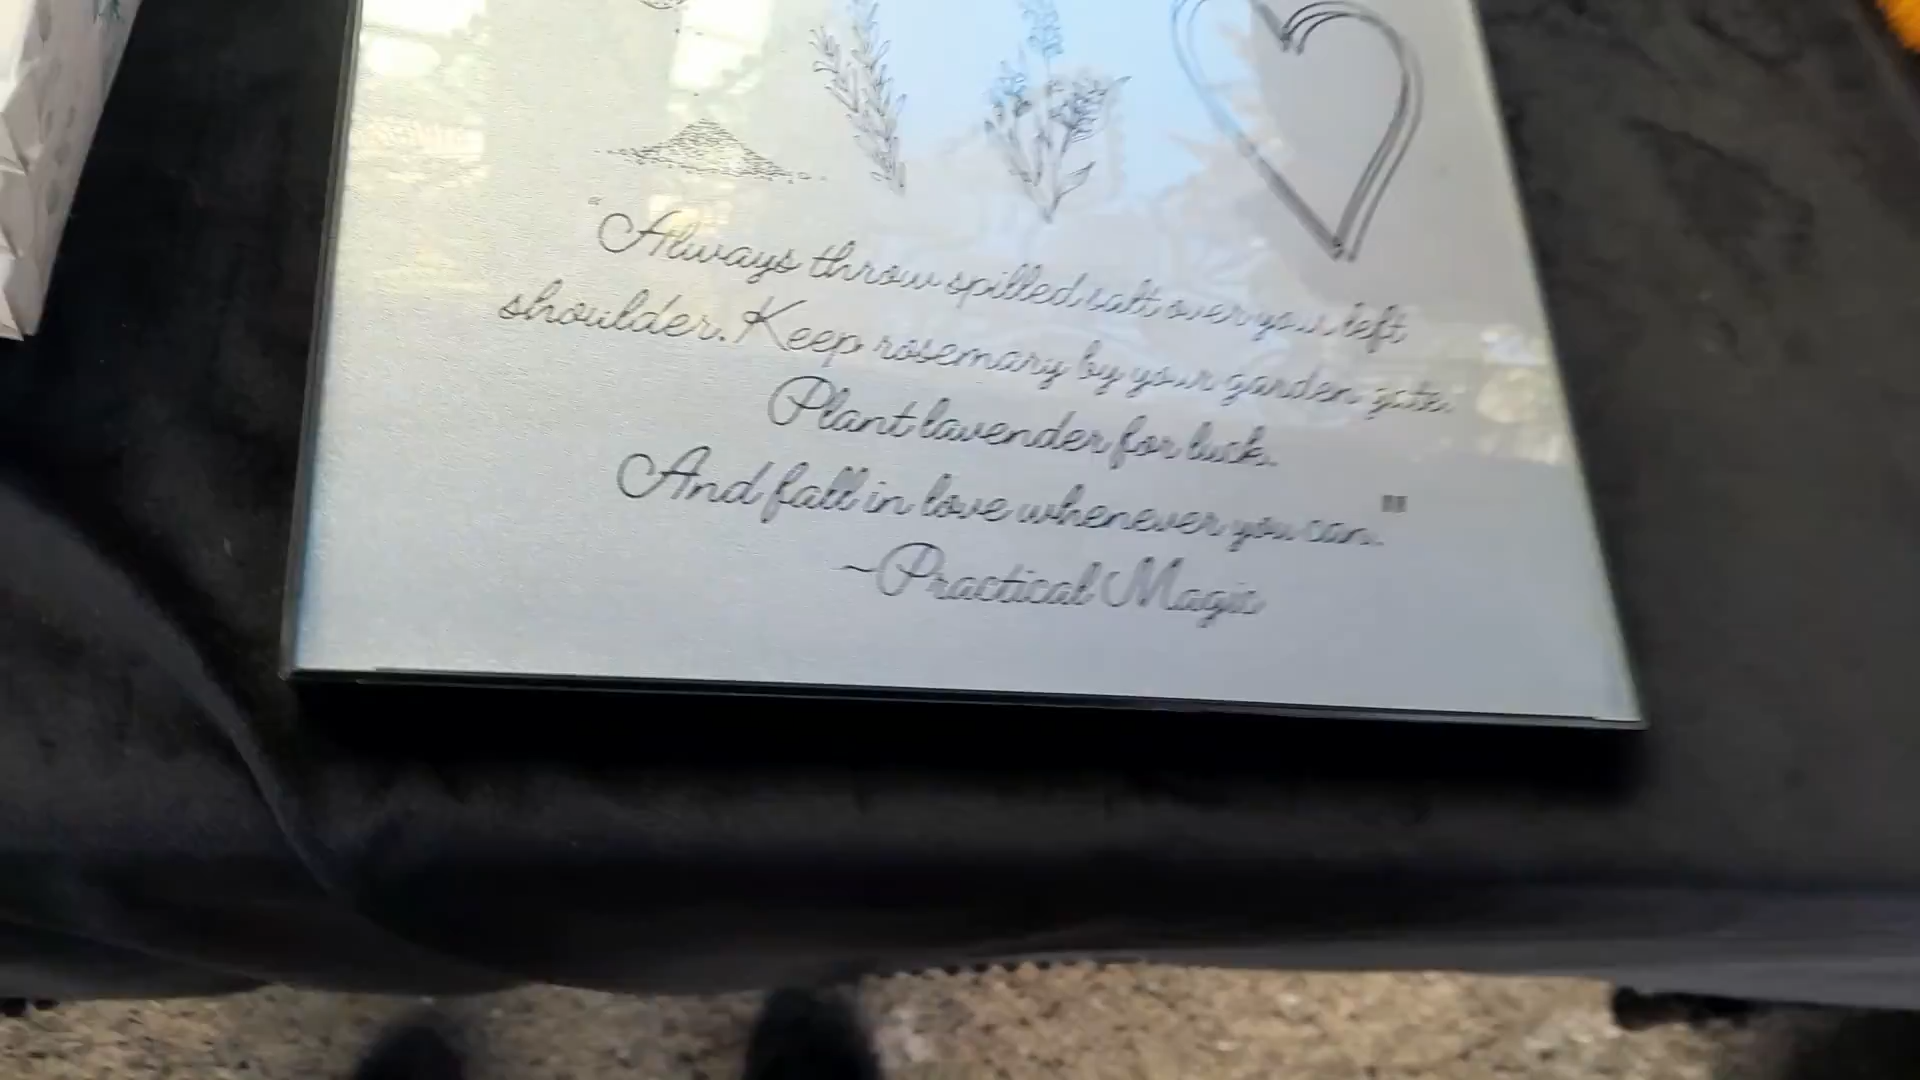 "Always throw spilled salt over your left
shoulder. Keep rosemary by your garden gate.
Plant lavender for luck.
And fall in love whenever you can."
~Practical Magic